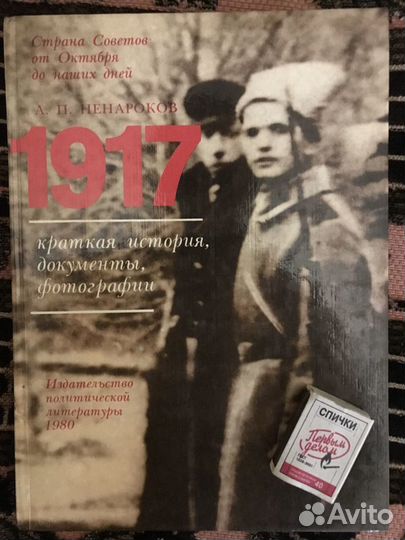 Страна Советов
от Октября
до наших дней
А. П. НЕНАРОКОВ
1917
краткая история,
документы,
фотографии
Издательство
политической
литературы
1980
СПИЧКИ
Первым
делом
40
Avito